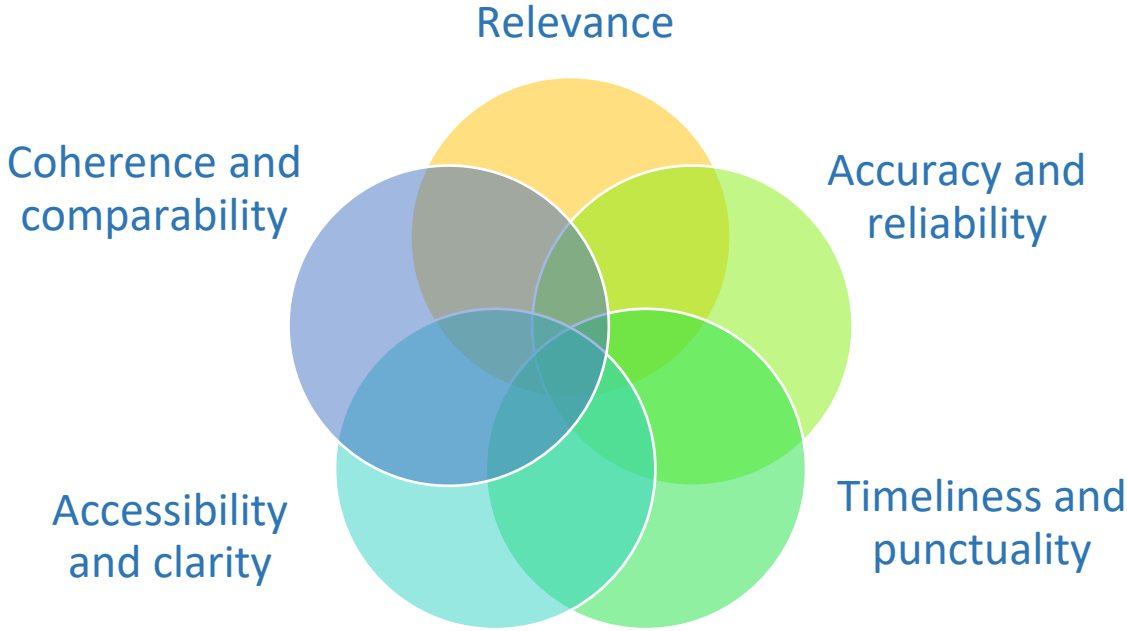 Relevance
Coherence and
comparability
Accuracy and
reliability
Accessibility
and clarity
Timeliness and
punctuality